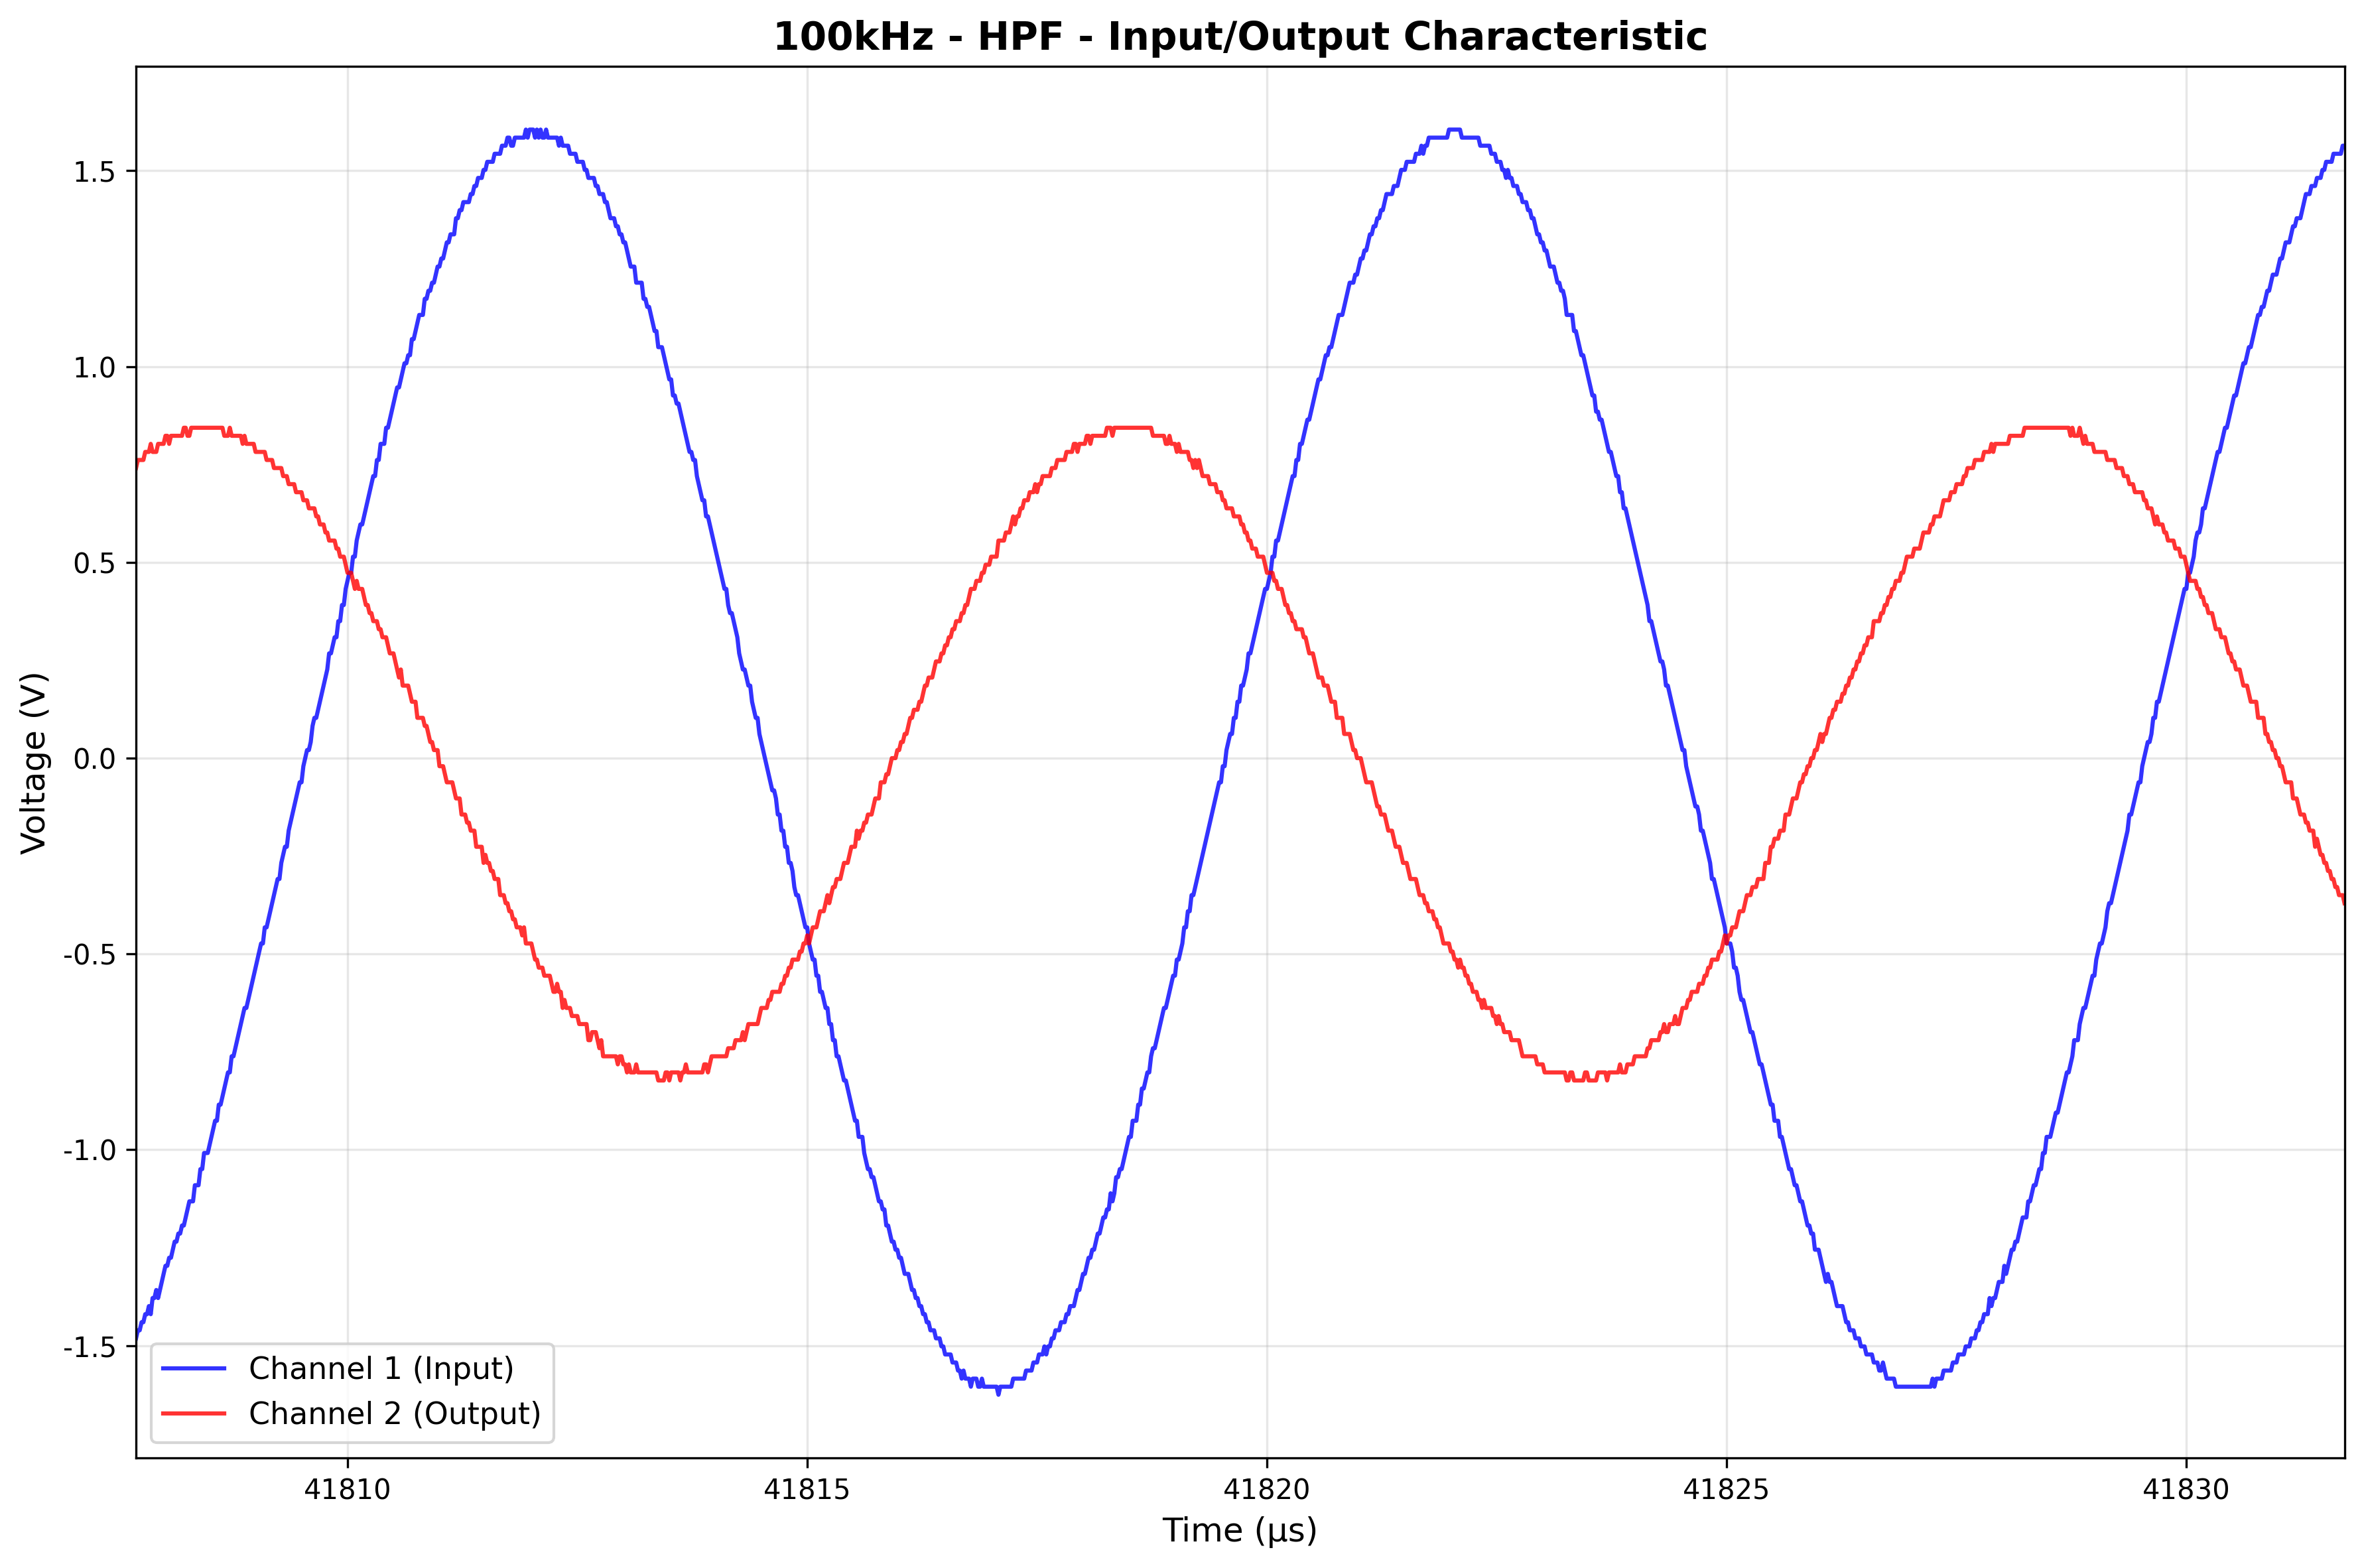 100kHz - HPF - Input/Output Characteristic
Voltage (V)
1.5
1.0
0.5
0.0
-0.5
-1.0
-1.5
Channel 1 (Input)
Channel 2 (Output)
41810 41815 41820 41825 41830
Time (µs)